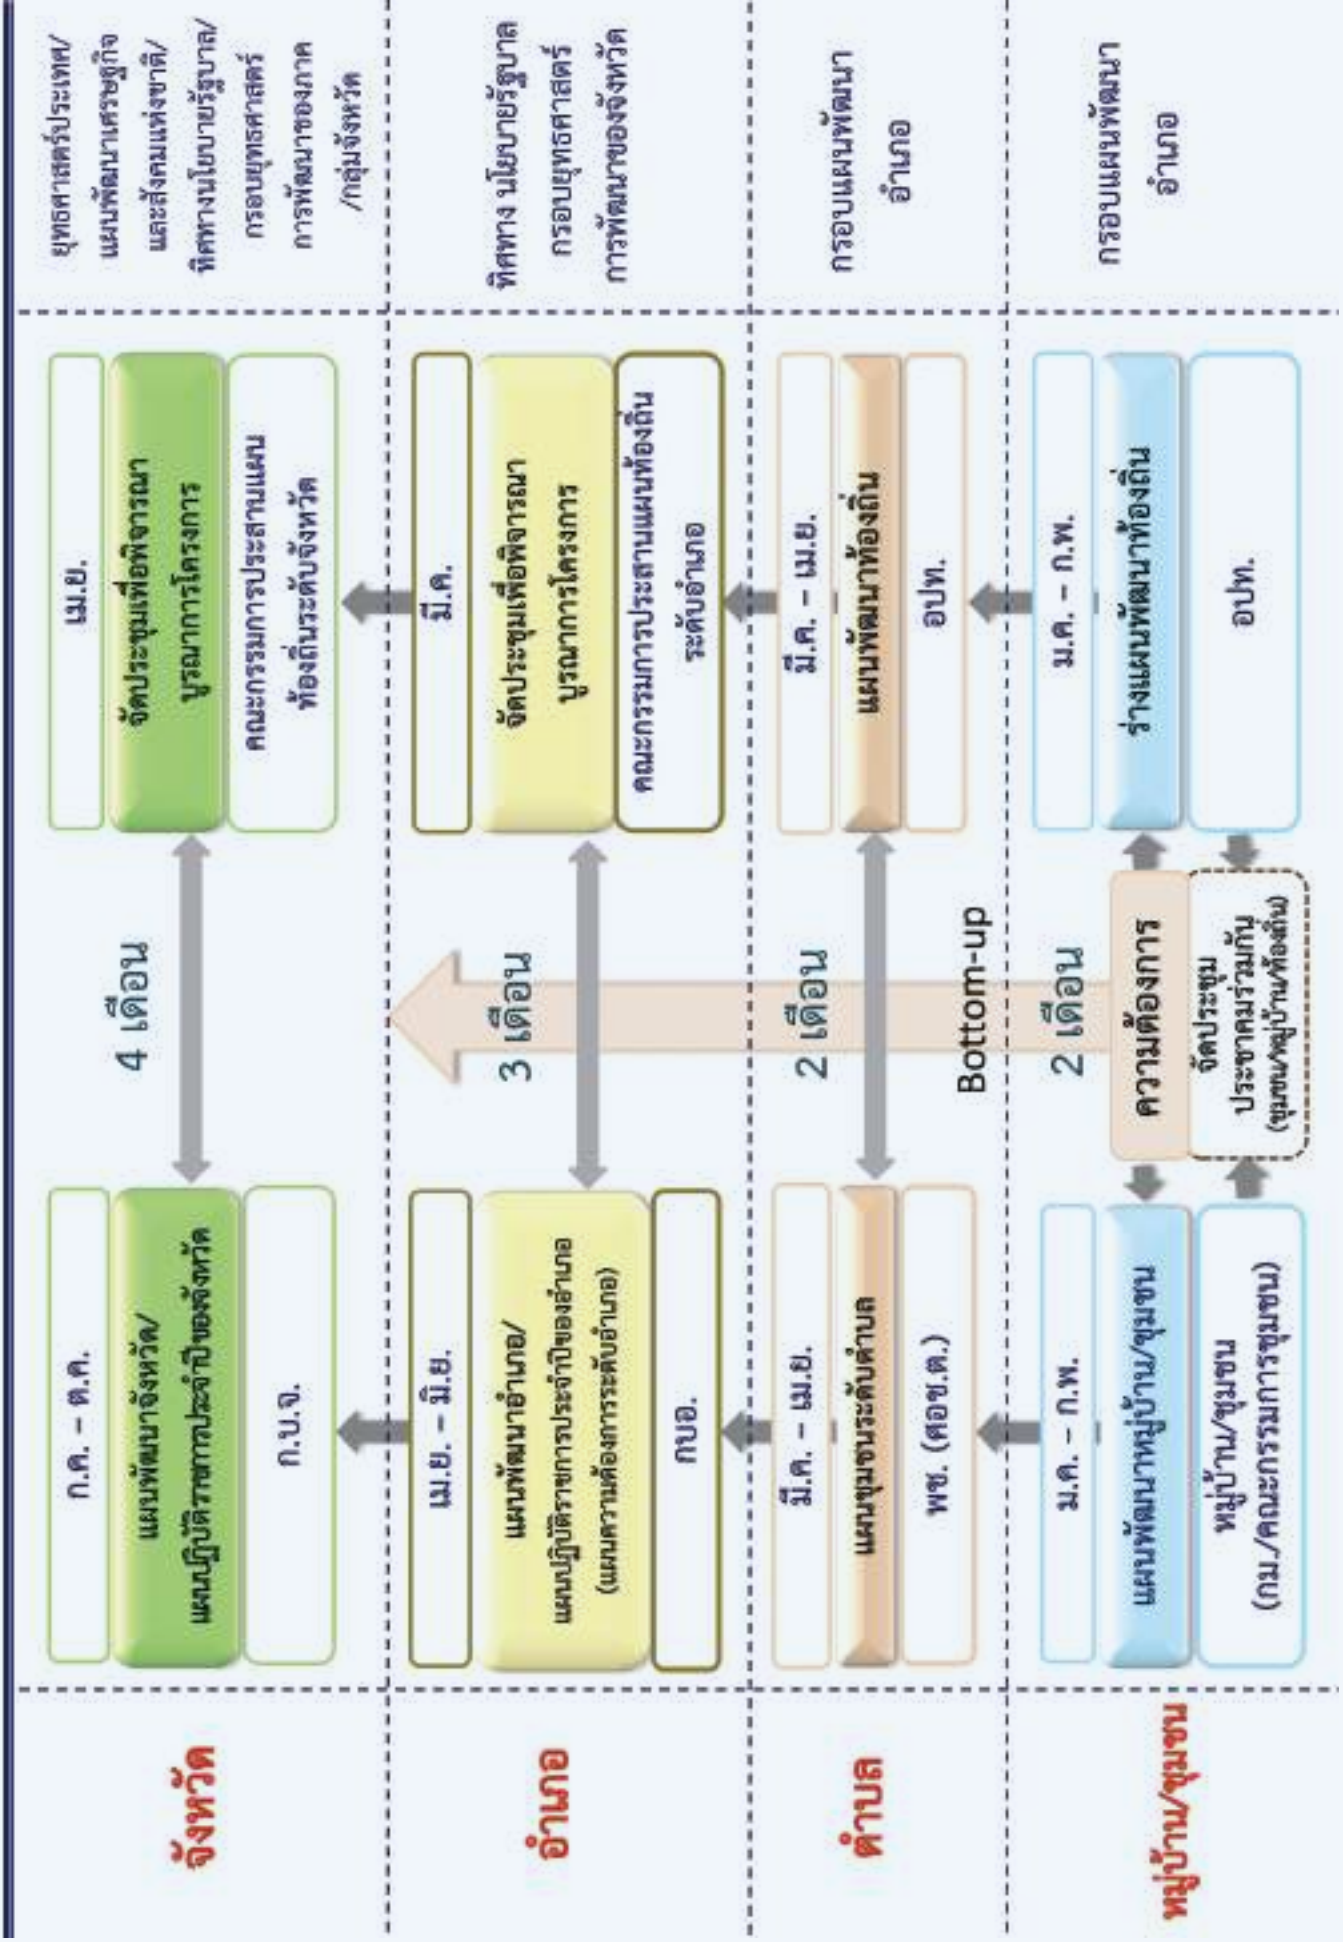 จังหวัด
ก.ค. – ต.ค.
แผนพัฒนาจังหวัด/
แผนปฏิบัติราชการประจำปีของจังหวัด
ก.บ.จ.
4 เดือน
เม.ย.
จัดประชุมเพื่อพิจารณา
บูรณาการโครงการ
คณะกรรมการประสานแผน
ท้องถิ่นระดับจังหวัด
ยุทธศาสตร์ประเทศ/
แผนพัฒนาเศรษฐกิจ
และสังคมแห่งชาติ/
ทิศทางนโยบายรัฐบาล/
กรอบยุทธศาสตร์
การพัฒนาของภาค
/กลุ่มจังหวัด
อำเภอ
เม.ย. – มิ.ย.
แผนพัฒนาอำเภอ/
แผนปฏิบัติราชการประจำปีของอำเภอ
(แผนความต้องการระดับอำเภอ)
กบอ.
3 เดือน
มี.ค.
จัดประชุมเพื่อพิจารณา
บูรณาการโครงการ
คณะกรรมการประสานแผนท้องถิ่น
ระดับอำเภอ
ทิศทาง นโยบายรัฐบาล
กรอบยุทธศาสตร์
การพัฒนาของจังหวัด
ตำบล
มี.ค. – เม.ย.
แผนชุมชนระดับตำบล
พช. (ศอช.ต.)
2 เดือน
มี.ค. – เม.ย.
แผนพัฒนาท้องถิ่น
อปท.
กรอบแผนพัฒนา
อำเภอ
Bottom-up
หมู่บ้าน/ชุมชน
ม.ค. – ก.พ.
แผนพัฒนาหมู่บ้าน/ชุมชน
หมู่บ้าน/ชุมชน
(กม./คณะกรรมการชุมชน)
2 เดือน
ความต้องการ
จัดประชุม
ประชาคมร่วมกัน
(ชุมชน/หมู่บ้าน/ท้องถิ่น)
ม.ค. – ก.พ.
ร่างแผนพัฒนาท้องถิ่น
อปท.
กรอบแผนพัฒนา
อำเภอ